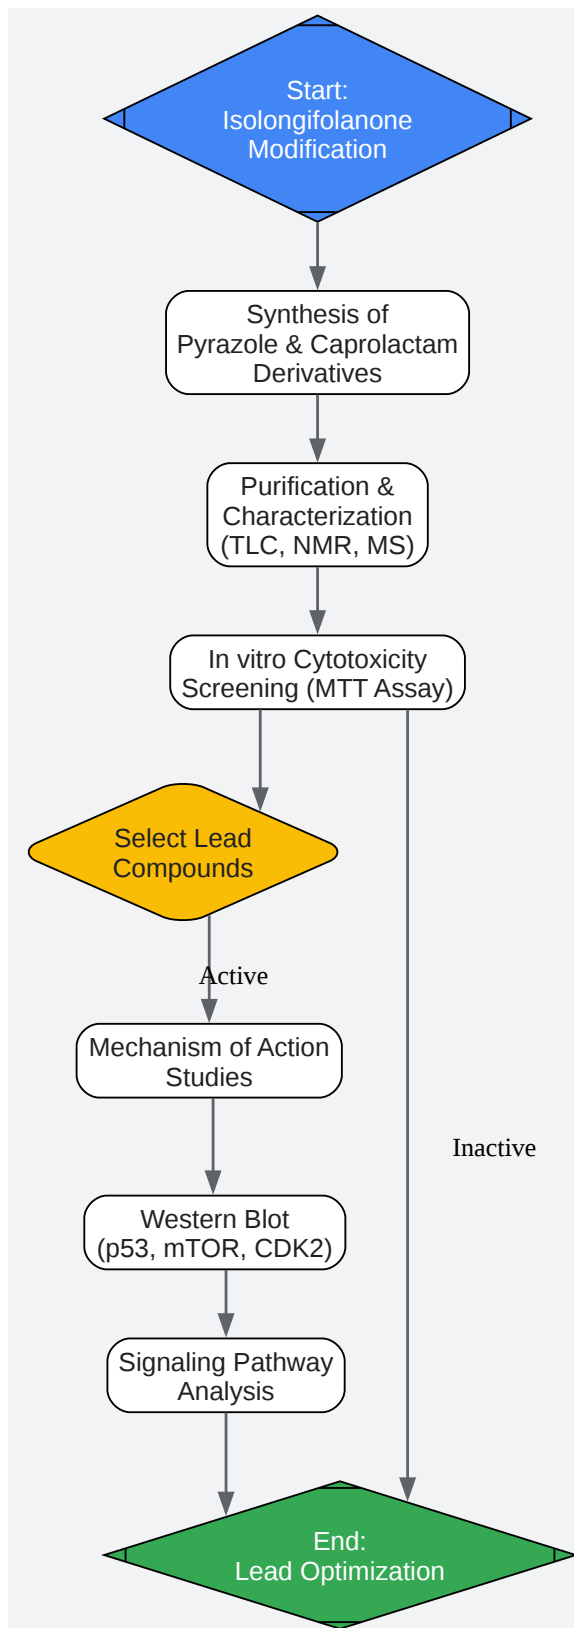 Start:
Isolongifolanone
Modification
Synthesis of
Pyrazole & Caprolactam
Derivatives
Purification &
Characterization
(TLC, NMR, MS)
In vitro Cytotoxicity
Screening (MTT Assay)
Select Lead
Compounds
Active
Mechanism of Action
Studies
Inactive
Western Blot
(p53, mTOR, CDK2)
Signaling Pathway
Analysis
End:
Lead Optimization